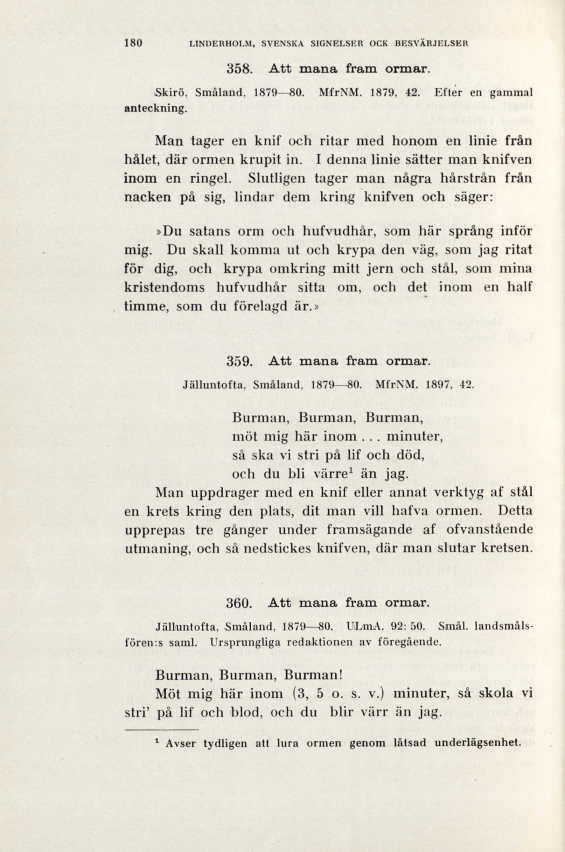 180 LINDERHOLM, SVENSKA SIGNELSER OCK BESVÄRJELSER
358. Att mana fram ormar.
Skirö, Småland, 1879—80. MfrNM. 1879, 42. Efter en gammal
anteckning.
Man tager en knif och ritar med honom en linie från
hålet, där ormen krupit in. I denna linie sätter man knifven
inom en ringel. Slutligen tager man några hårstrån från
nacken på sig, lindar dem kring knifven och säger:
»Du satans orm och hufvudhår, som här språng inför
mig. Du skall komma ut och krypa den väg, som jag ritat
för dig, och krypa omkring mitt jern och stål, som mina
kristendoms hufvudhår sitta om, och det inom en half
timme, som du förelagd är.»
359. Att mana fram ormar.
Jälluntofta, Småland, 1879—80. MfrNM. 1897, 42.
Burman, Burman, Burman,
möt mig här inom . . . minuter,
så ska vi stri på lif och död,
och du bli värre¹ än jag.
Man uppdrager med en knif eller annat verktyg af stål
en krets kring den plats, dit man vill hafva ormen. Detta
upprepas tre gånger under framsägande af ofvanstående
utmaning, och så nedstickes knifven, där man slutar kretsen.
360. Att mana fram ormar.
Jälluntofta, Småland, 1879—80. ULmA. 92: 50. Smål. landsmåls-
fören:s saml. Ursprungliga redaktionen av föregående.
Burman, Burman, Burman!
Möt mig här inom (3, 5 o. s. v.) minuter, så skola vi
stri' på lif och blod, och du blir värr än jag.
¹ Avser tydligen att lura ormen genom låtsad underlägsenhet.